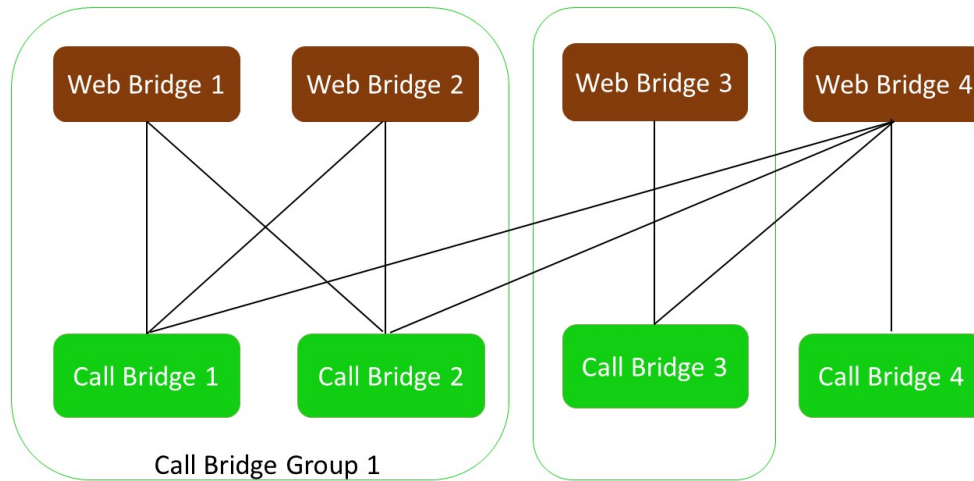 Web Bridge 1
Web Bridge 2
Web Bridge 3
Web Bridge 4
Call Bridge 1
Call Bridge 2
Call Bridge 3
Call Bridge 4
Call Bridge Group 1